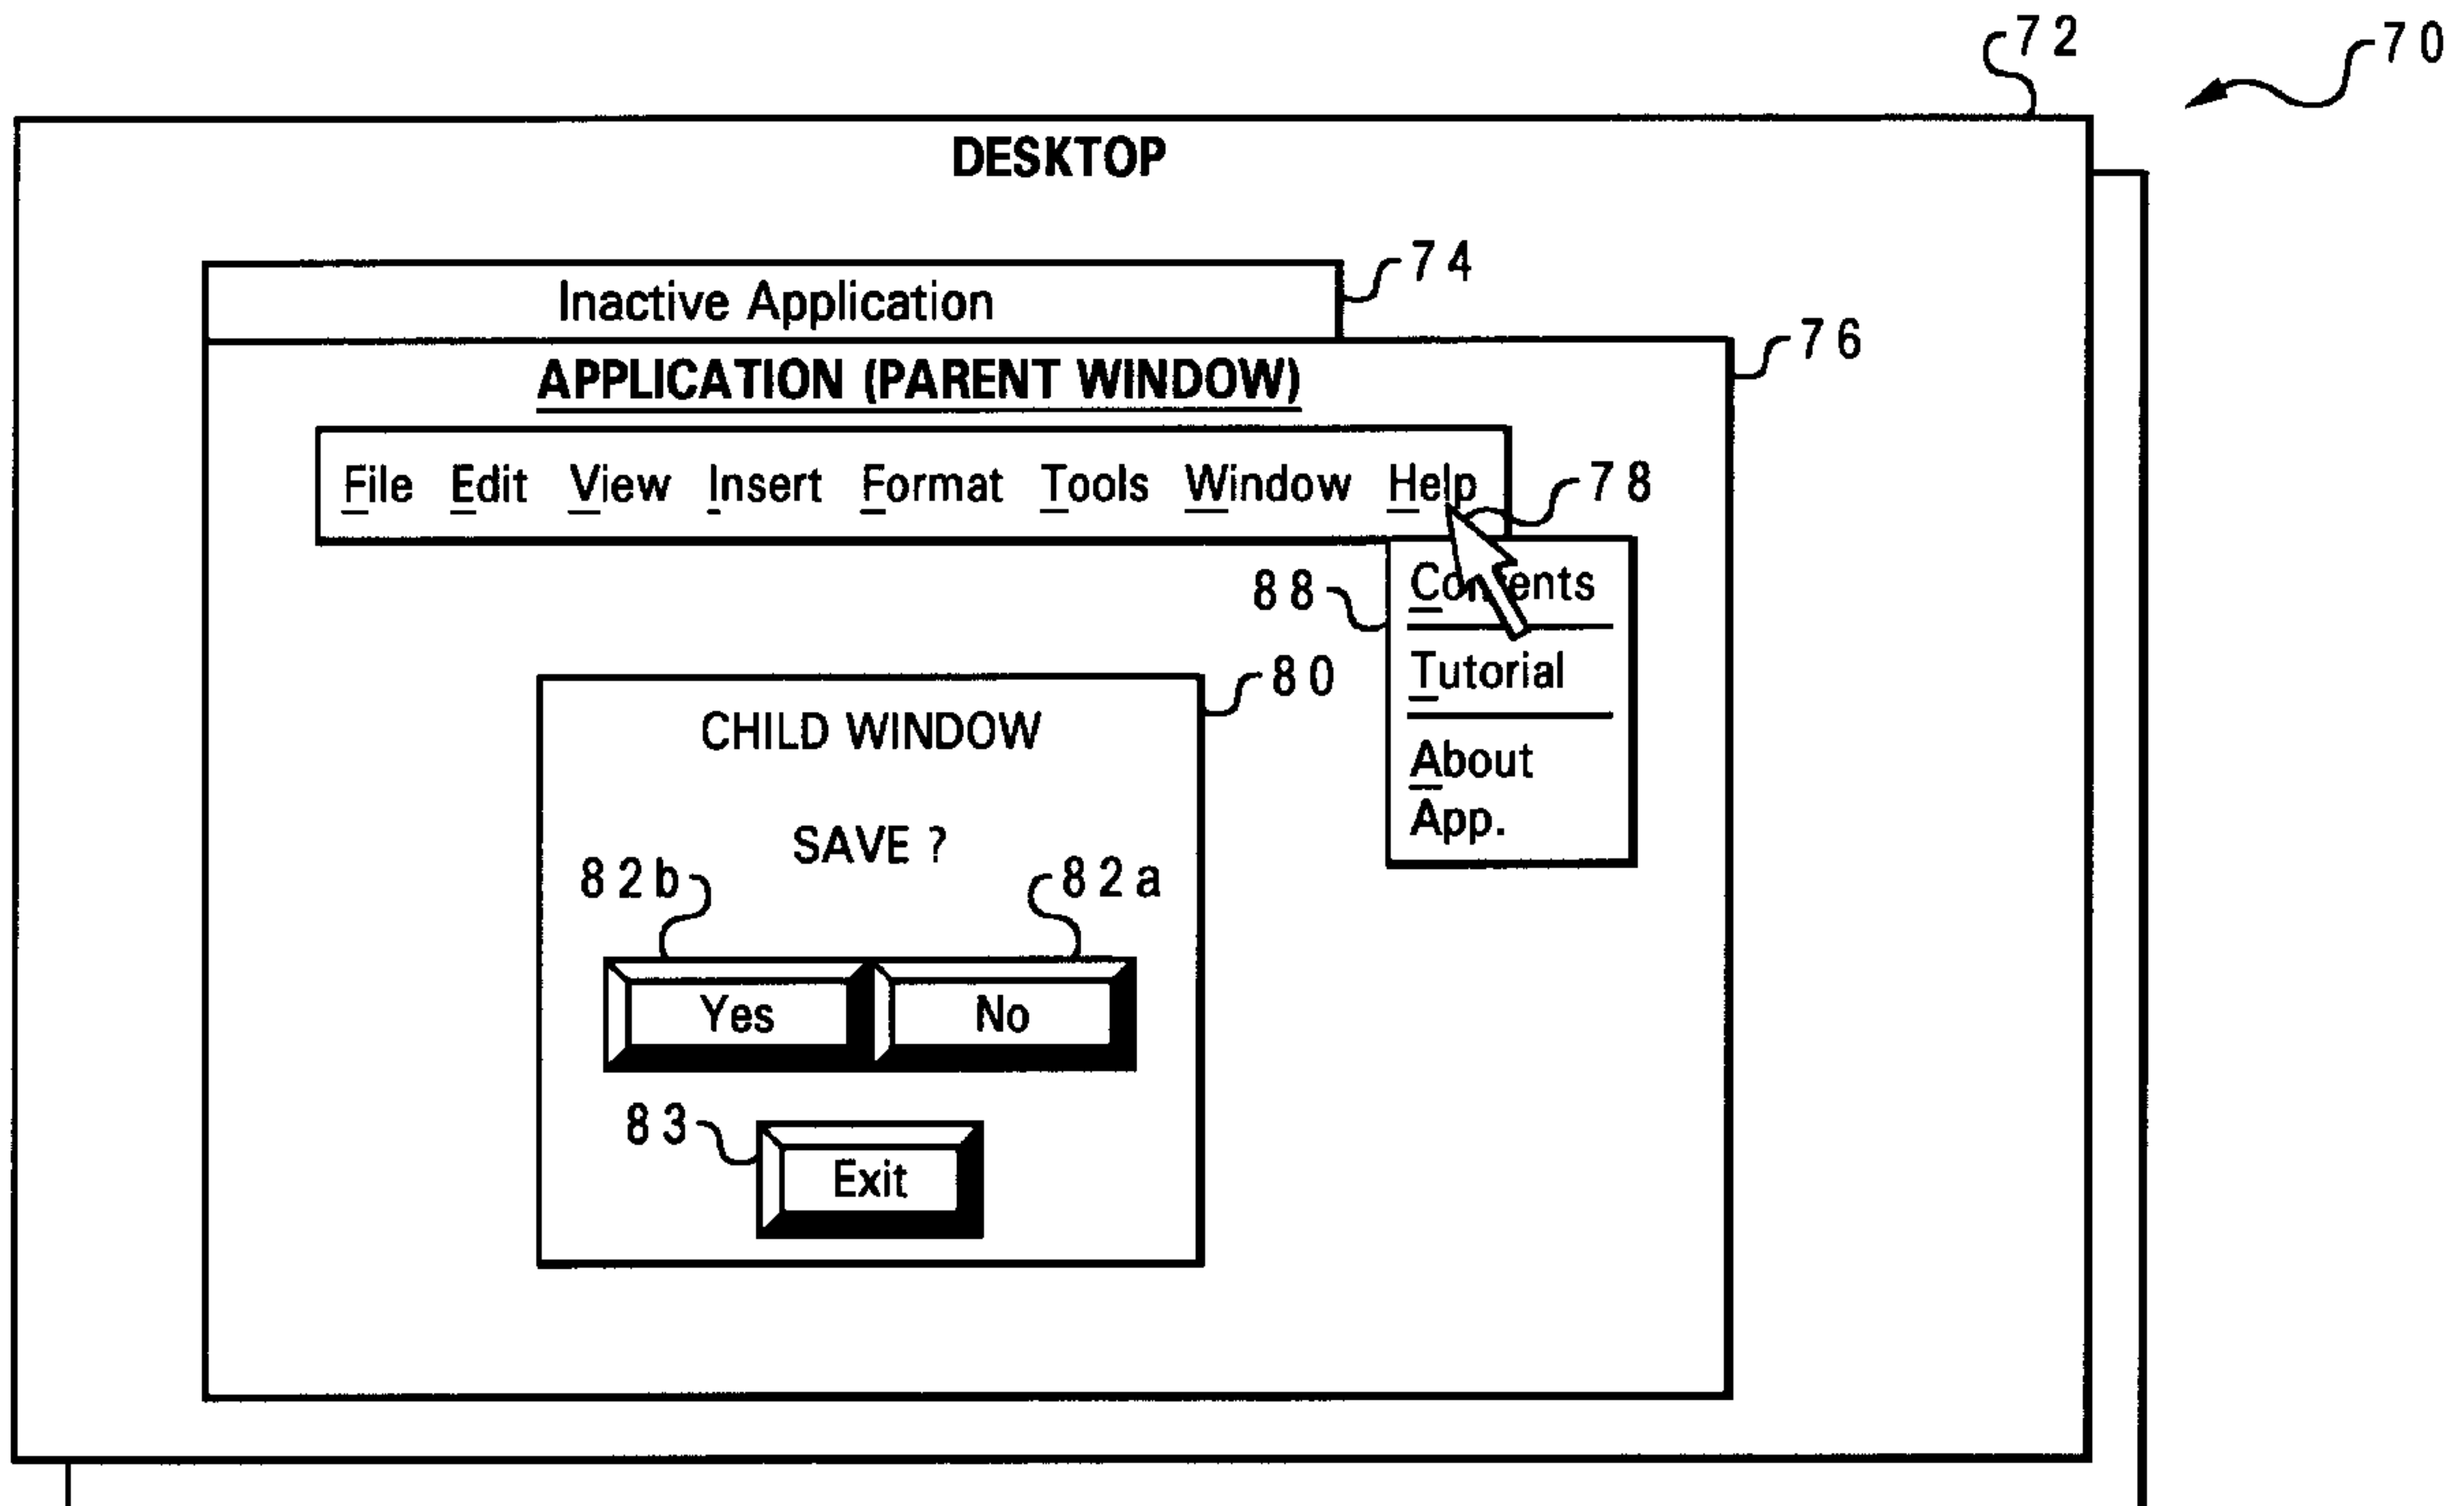 72
70
DESKTOP
74
Inactive Application
76
APPLICATION (PARENT WINDOW)
File Edit View Insert Format Tools Window Help
78
88
Contents
80
Tutorial
CHILD WINDOW
About
App.
SAVE ?
82b
82a
Yes No
83
Exit